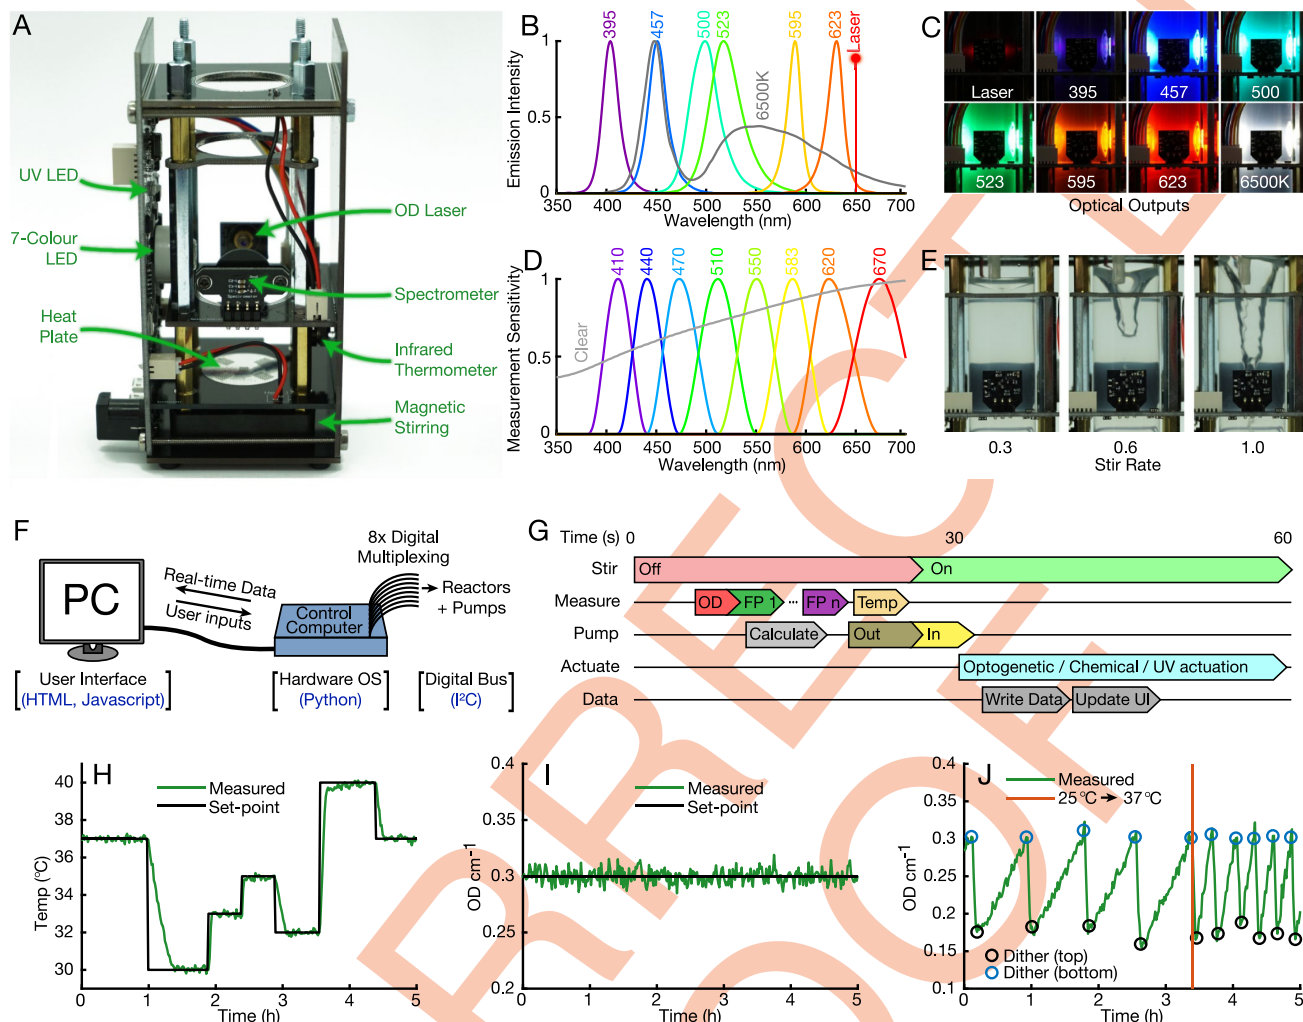 A
UV LED
7-Colour
LED
Heat
Plate
OD Laser
Spectrometer
Infrared
Thermometer
Magnetic
Stirring
B
395
457
500
523
595
623
Laser
6500K
Emission Intensity
1
0.5
0
350 400 450 500 550 600 650 700
Wavelength (nm)
C
Laser 395 457 500
523 595 623 6500K
Optical Outputs
D
410
440
470
510
550
583
620
670
Clear
Measurement Sensitivity
1
0.5
0
350 400 450 500 550 600 650 700
Wavelength (nm)
E
0.3 0.6 1.0
Stir Rate
F
PC
Real-time Data
User inputs
8x Digital
Multiplexing
Control
Computer
Reactors
+ Pumps
User Interface
(HTML, Javascript)
Hardware OS
(Python)
Digital Bus
(I²C)
G
Time (s) 0 30 60
Stir Off On
Measure OD FP 1 ... FP n Temp
Pump Calculate Out In
Actuate Optogenetic / Chemical / UV actuation
Data Write Data Update UI
H
Measured
Set-point
Temp (°C)
40
38
36
34
32
30
0 1 2 3 4 5
Time (h)
I
Measured
Set-point
OD cm⁻¹
0.4
0.35
0.3
0.25
0.2
0 1 2 3 4 5
Time (h)
J
Measured
25 °C → 37 °C
OD cm⁻¹
0.4
0.35
0.3
0.25
0.2
0.15
0.1
Dither (top)
Dither (bottom)
0 1 2 3 4 5
Time (h)